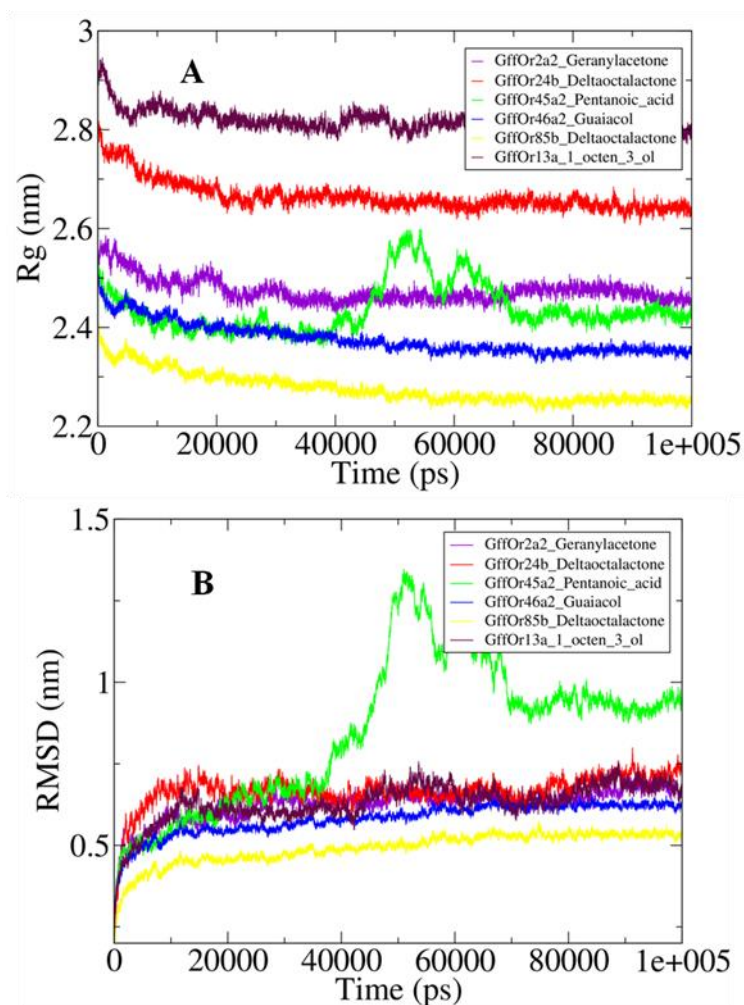 A
GffOr2a2_Geranylacetone
GffOr24b_Deltaoctalactone
GffOr45a2_Pentanoic_acid
GffOr46a2_Guaiacol
GffOr85b_Deltaoctalactone
GffOr13a_1_octen_3_ol
3
2.8
2.6
2.4
2.2
Rg (nm)
0 20000 40000 60000 80000 1e+005
Time (ps)
B
GffOr2a2_Geranylacetone
GffOr24b_Deltaoctalactone
GffOr45a2_Pentanoic_acid
GffOr46a2_Guaiacol
GffOr85b_Deltaoctalactone
GffOr13a_1_octen_3_ol
1.5
1
0.5
RMSD (nm)
0 20000 40000 60000 80000 1e+005
Time (ps)